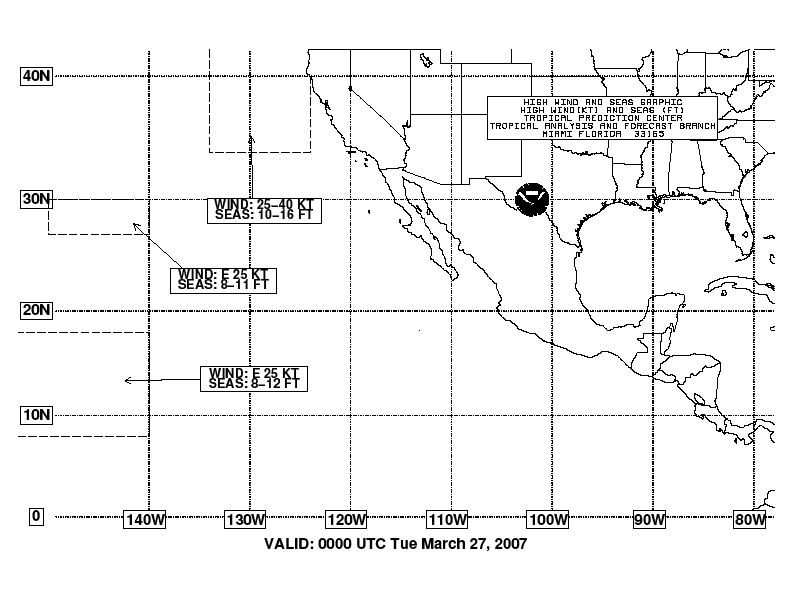 40N
HIGH WIND AND SEAS GRAPHIC
HIGH WIND(KT) AND SEAS (FT)
TROPICAL PREDICTION CENTER
TROPICAL ANALYSIS AND FORECAST BRANCH
MIAMI FLORIDA 33165
30N
WIND: 25-40 KT
SEAS: 10-16 FT
WIND: E 25 KT
SEAS: 8-11 FT
20N
WIND: E 25 KT
SEAS: 8-12 FT
10N
0
140W
130W
120W
110W
100W
90W
80W
VALID: 0000 UTC Tue March 27, 2007